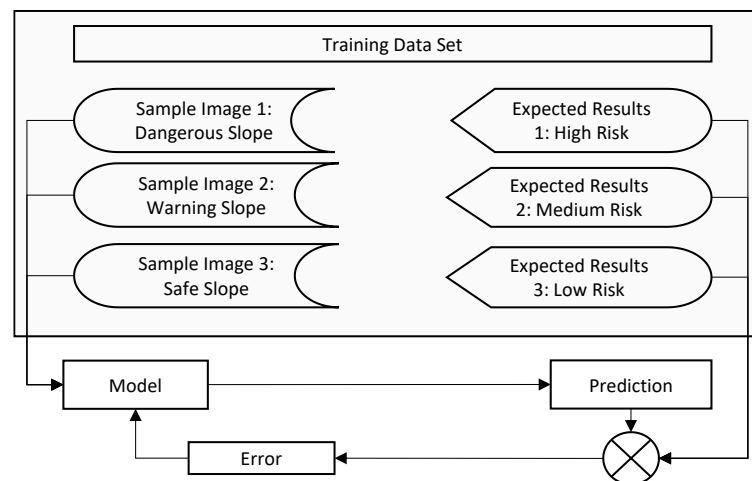 Training Data Set
Sample Image 1:
Dangerous Slope
Expected Results
1: High Risk
Sample Image 2:
Warning Slope
Expected Results
2: Medium Risk
Sample Image 3:
Safe Slope
Expected Results
3: Low Risk
Model
Prediction
Error